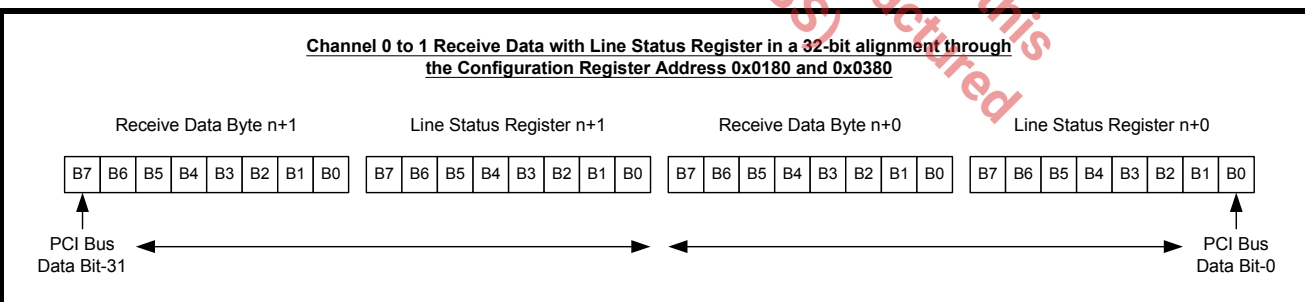 Channel 0 to 1 Receive Data with Line Status Register in a 32-bit alignment through
the Configuration Register Address 0x0180 and 0x0380
Receive Data Byte n+1 Line Status Register n+1 Receive Data Byte n+0 Line Status Register n+0
B7 B6 B5 B4 B3 B2 B1 B0 B7 B6 B5 B4 B3 B2 B1 B0 B7 B6 B5 B4 B3 B2 B1 B0 B7 B6 B5 B4 B3 B2 B1 B0
PCI Bus PCI Bus
Data Bit-31 Data Bit-0
this